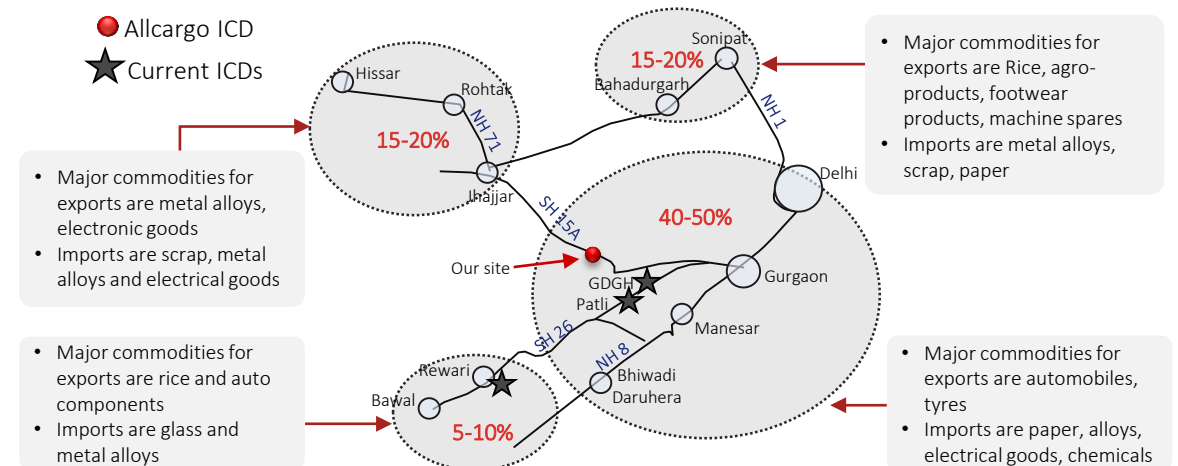 Allcargo ICD
Current ICDs
Hissar
Rohtak
NH 71
15-20%
Jhajjar
Sonipat
15-20%
Bahadurgarh
NH 1
• Major commodities for
exports are Rice, agro-
products, footwear
products, machine spares
• Imports are metal alloys,
scrap, paper
• Major commodities for
exports are metal alloys,
electronic goods
• Imports are scrap, metal
alloys and electrical goods
Delhi
40-50%
SH 15A
Our site
GDGH
Patli
Gurgaon
Manesar
SH 26
NH 8
Bhiwadi
Daruhera
Rewari
Bawal
5-10%
• Major commodities for
exports are rice and auto
components
• Imports are glass and
metal alloys
• Major commodities for
exports are automobiles,
tyres
• Imports are paper, alloys,
electrical goods, chemicals